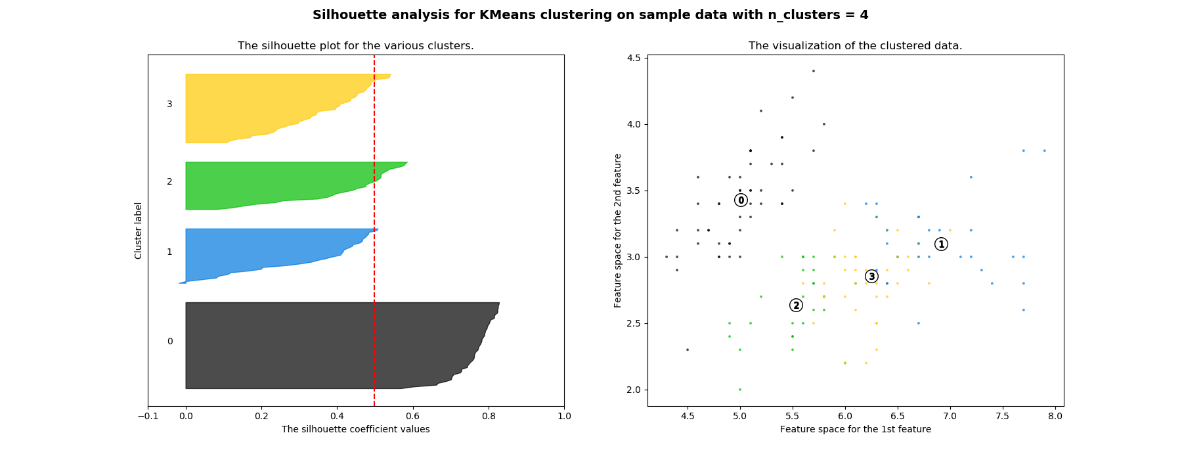 Silhouette analysis for KMeans clustering on sample data with n_clusters = 4
The silhouette plot for the various clusters.
Cluster label
3
2
1
0
−0.1 0.0 0.2 0.4 0.6 0.8 1.0
The silhouette coefficient values
The visualization of the clustered data.
Feature space for the 2nd feature
4.5
4.0
3.5
3.0
2.5
2.0
0
1
3
2
4.5 5.0 5.5 6.0 6.5 7.0 7.5 8.0
Feature space for the 1st feature